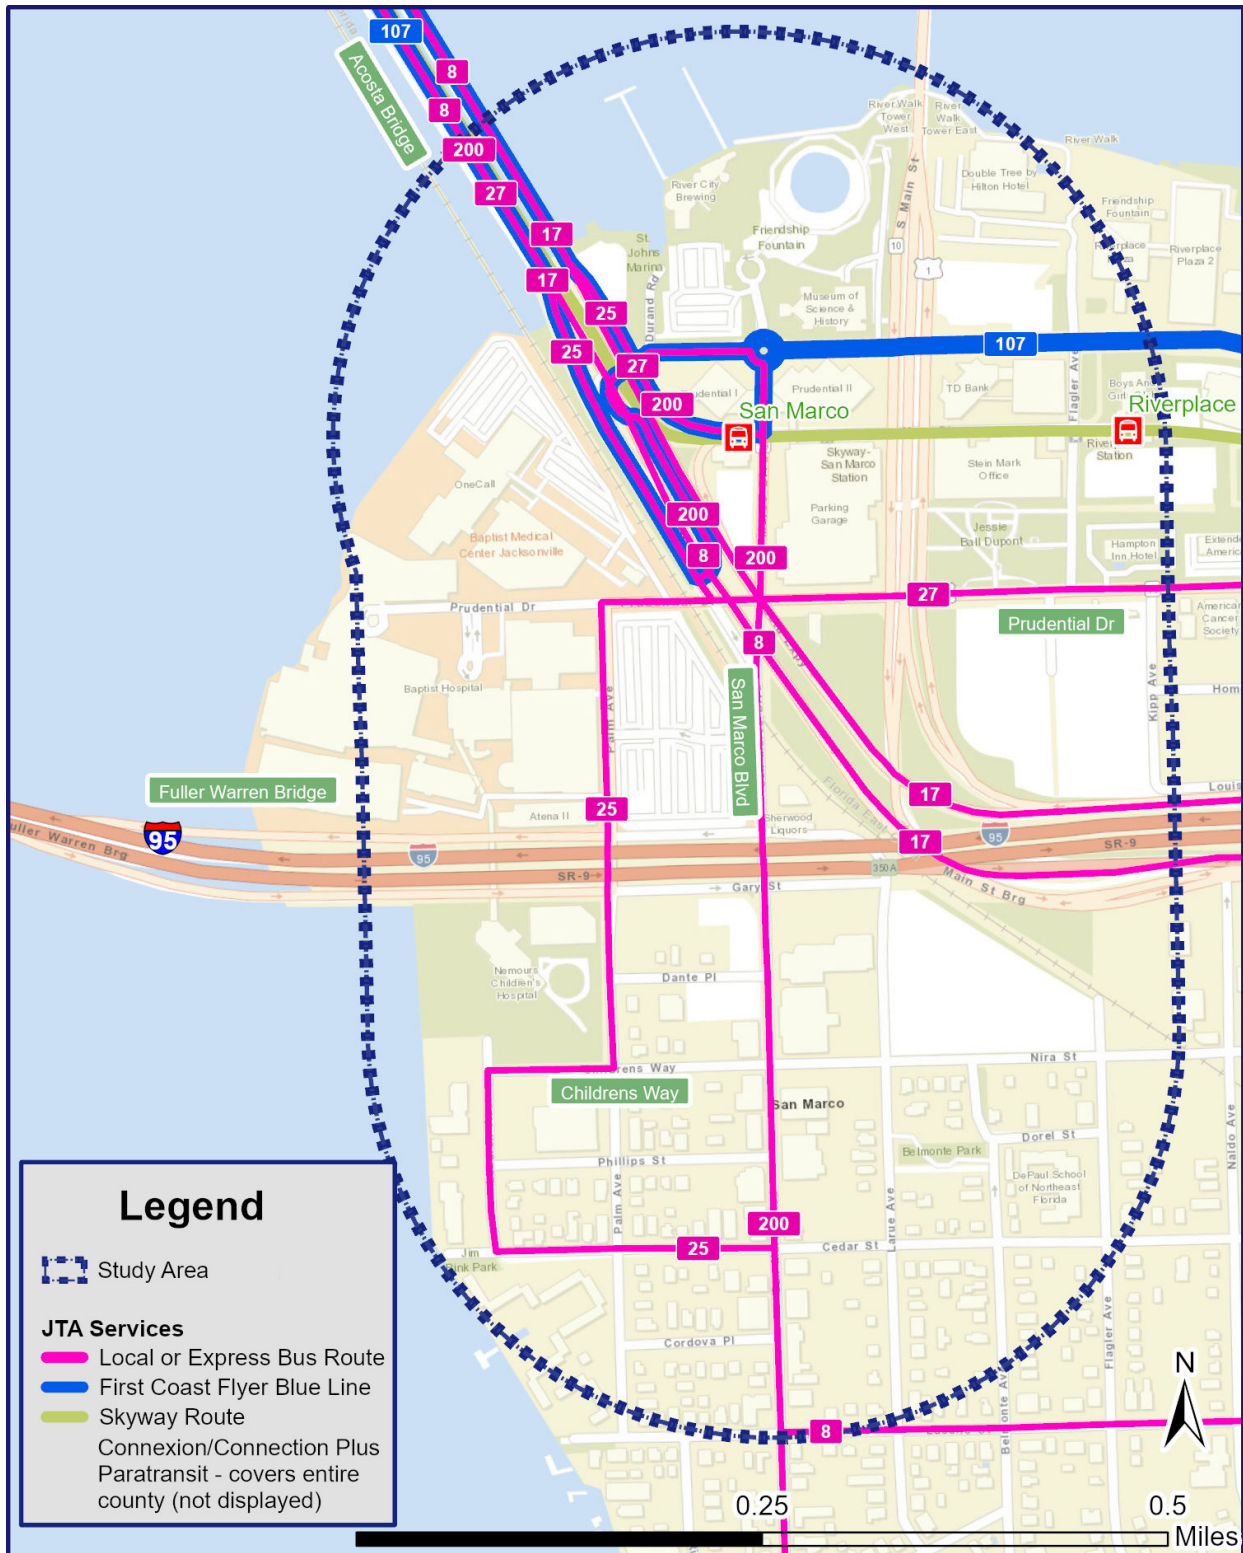 107
8
8
Acosta Bridge
200
27
17
17
25
25
27
200
River Walk
Tower
West
River
Walk
Tower East
River Walk
River City
Brewing
S Main St
Double Tree by
Hilton Hotel
Friendship
Fountain
St.
Johns
Marina
Friendship
Fountain
10
1
Riverplace
Plaza 2
Durand Rd
Museum of
Science &
History
107
Prudential II
TD Bank
Flagler Ave
San Marco
Riverplace
Skyway-
San Marco
Station
Stein Mark
Office
Station
OneCall
Parking
Garage
Baptist Medical
Center Jacksonville
200
8
200
Jessie
Ball Dupont
Hampton
Inn Hotel
Prudential Dr
27
Prudential Dr
American
Cancer
Society
8
San Marco Blvd
Baptist Hospital
Palm Ave
Kipp Ave
Fuller Warren Bridge
25
Atena II
Sherwood
Liquors
Florida East
17
17
95
95
95
SR-9
SR-9
350A
Gary St
Main St Brg
Nemours
Children's
Hospital
Dante Pl
Nira St
Childrens Way
San Marco
Belmonte Park
Dorel St
Phillips St
DePaul School
of Northeast
Florida
Naldo Ave
Palm Ave
Larue Ave
200
25
Cedar St
Jim
Cordova Pl
Flagler Ave
8
Legend
Study Area
JTA Services
Local or Express Bus Route
First Coast Flyer Blue Line
Skyway Route
Connexion/Connection Plus
Paratransit - covers entire
county (not displayed)
N
0.25
0.5
Miles